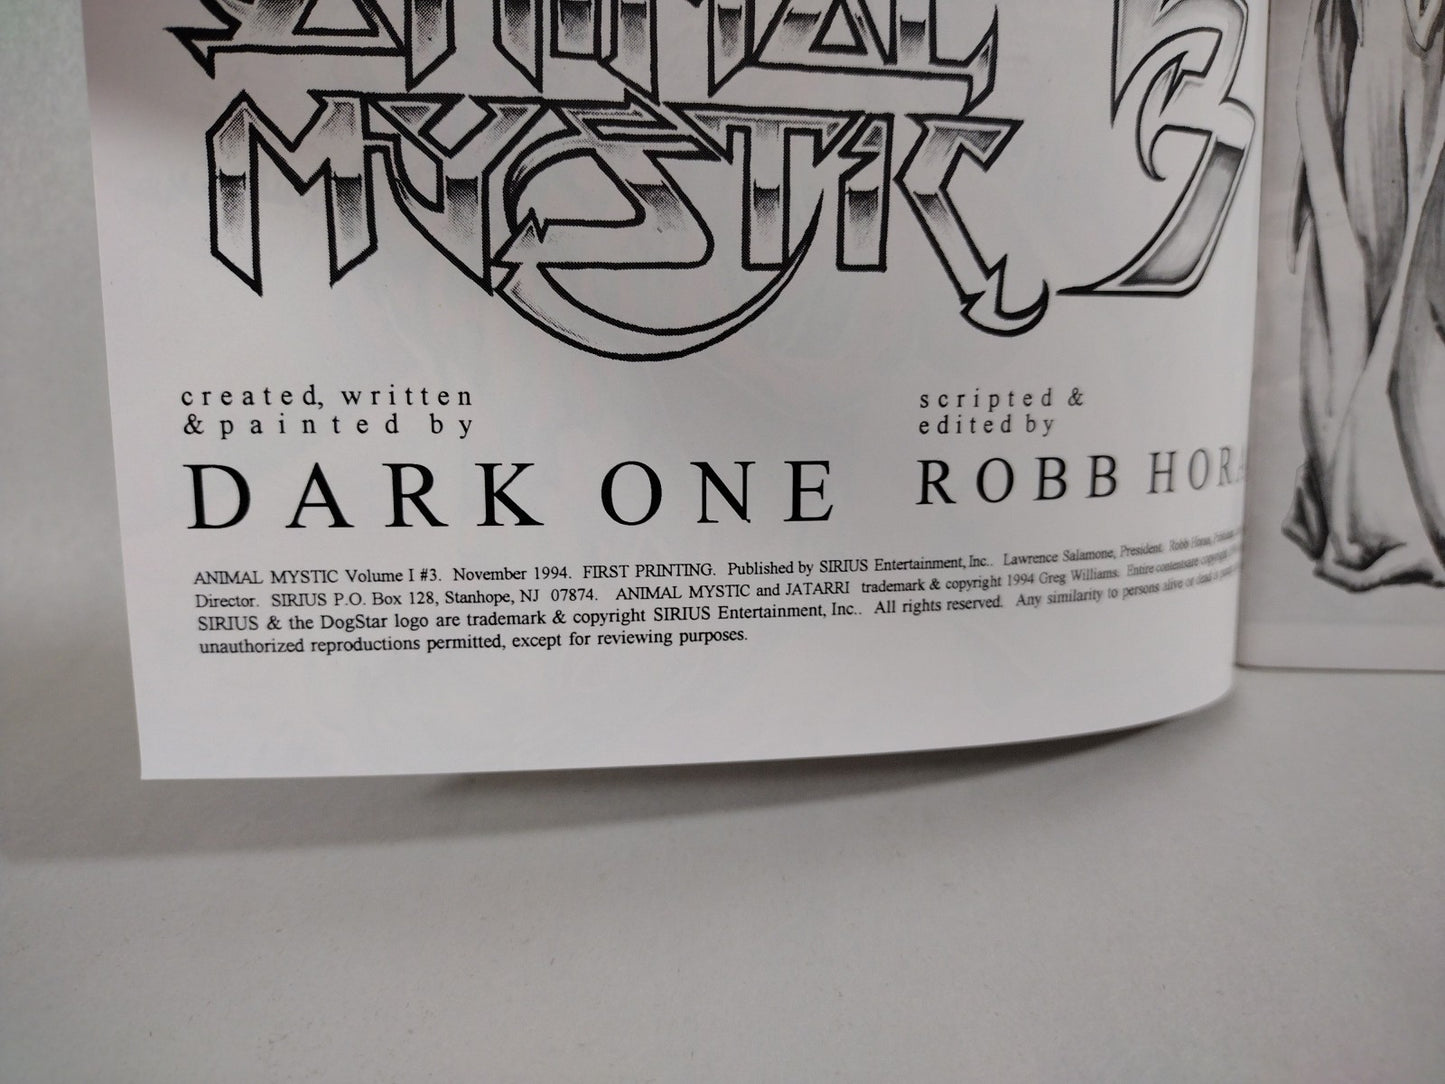 ANIMAL
MYSTIC 3
created, written
& painted by
DARK ONE
scripted &
edited by
ROBB
ANIMAL MYSTIC Volume I #3. November 1994. FIRST PRINTING. Published by SIRIUS Entertainment, Inc.. Lawrence Salamone, President. Robb Horan,
Director. SIRIUS P.O. Box 128, Stanhope, NJ 07874. ANIMAL MYSTIC and JATARRI trademark & copyright 1994 Greg Williams. Entire contents are copyright
SIRIUS & the DogStar logo are trademark & copyright SIRIUS Entertainment, Inc.. All rights reserved. Any similarity to persons alive or dead is
unauthorized reproductions permitted, except for reviewing purposes.